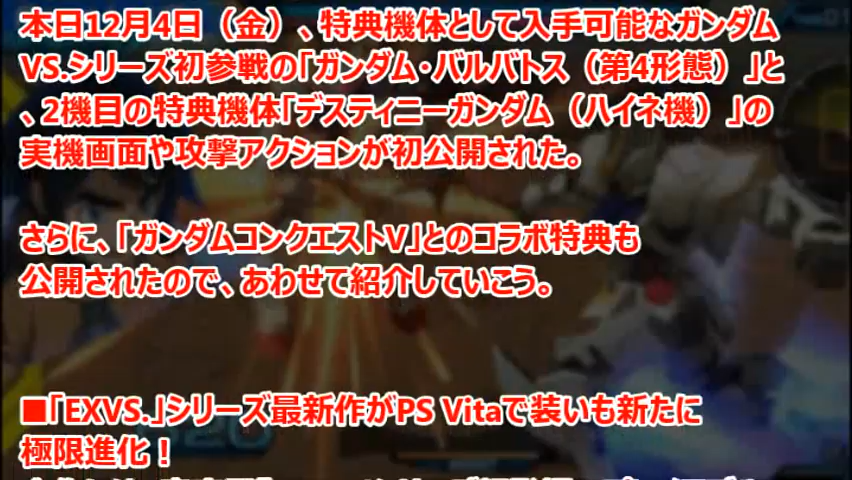 本日12月4日（金）、特典機体として入手可能なガンダム
VS.シリーズ初参戦の「ガンダム・バルバトス（第4形態）」と
、2機目の特典機体「デスティニーガンダム（ハイネ機）」の
実機画面や攻撃アクションが初公開された。
さらに、「ガンダムコンクエストV」とのコラボ特典も
公開されたので、あわせて紹介していこう。
■「EXVS.」シリーズ最新作がPS Vitaで装いも新たに
極限進化！